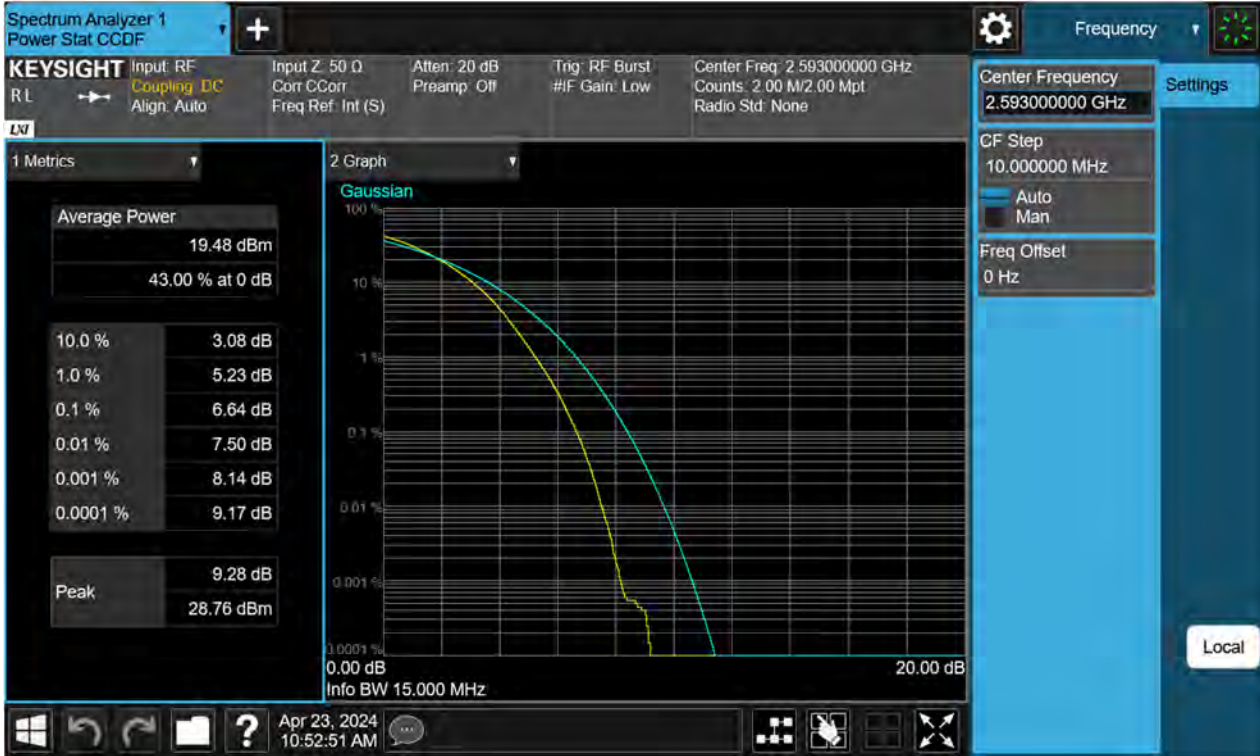 Spectrum Analyzer 1
Power Stat CCDF
+
Frequency
KEYSIGHT
R L
LXI
Input: RF
Coupling: DC
Align: Auto
Input Z: 50 Ω
Corr CCorr
Freq Ref: Int (S)
Atten: 20 dB
Preamp: Off
Trig: RF Burst
#IF Gain: Low
Center Freq: 2.593000000 GHz
Counts: 2.00 M/2.00 Mpt
Radio Std: None
Center Frequency
2.593000000 GHz
Settings
CF Step
10.000000 MHz
Auto
Man
Freq Offset
0 Hz
1 Metrics
Average Power
19.48 dBm
43.00 % at 0 dB
10.0 % 3.08 dB
1.0 % 5.23 dB
0.1 % 6.64 dB
0.01 % 7.50 dB
0.001 % 8.14 dB
0.0001 % 9.17 dB
Peak
9.28 dB
28.76 dBm
2 Graph
Gaussian
100 %
10 %
1 %
0.1 %
0.01 %
0.001 %
0.0001 %
0.00 dB 20.00 dB
Info BW 15.000 MHz
Local
?
Apr 23, 2024
10:52:51 AM